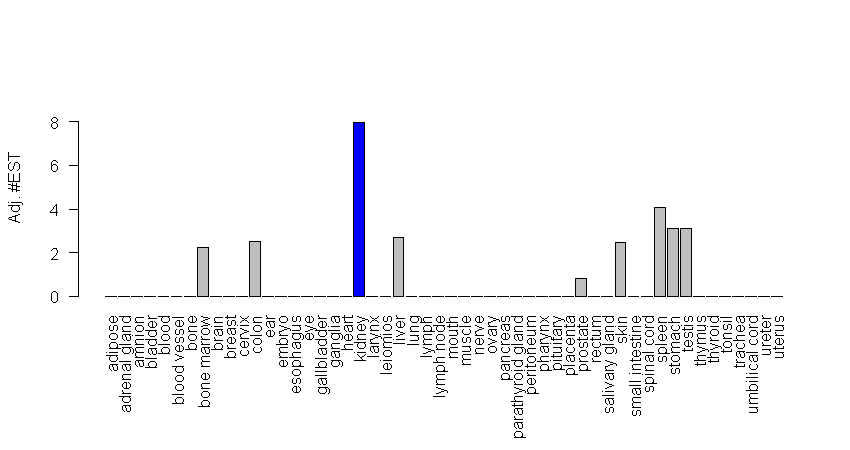 Adj. #EST
8
6
4
2
0
adipose
adrenal gland
amnion
bladder
blood
blood vessel
bone
bone marrow
brain
breast
cervix
colon
ear
embryo
esophagus
eye
gallbladder
ganglia
heart
kidney
larynx
leiomios
liver
lung
lymph
lymph node
mouth
muscle
nerve
ovary
pancreas
parathyroid gland
peritoneum
pharynx
pituitary
placenta
prostate
rectum
salivary gland
skin
small intestine
spinal cord
spleen
stomach
testis
thymus
thyroid
tonsil
trachea
umbilical cord
ureter
uterus